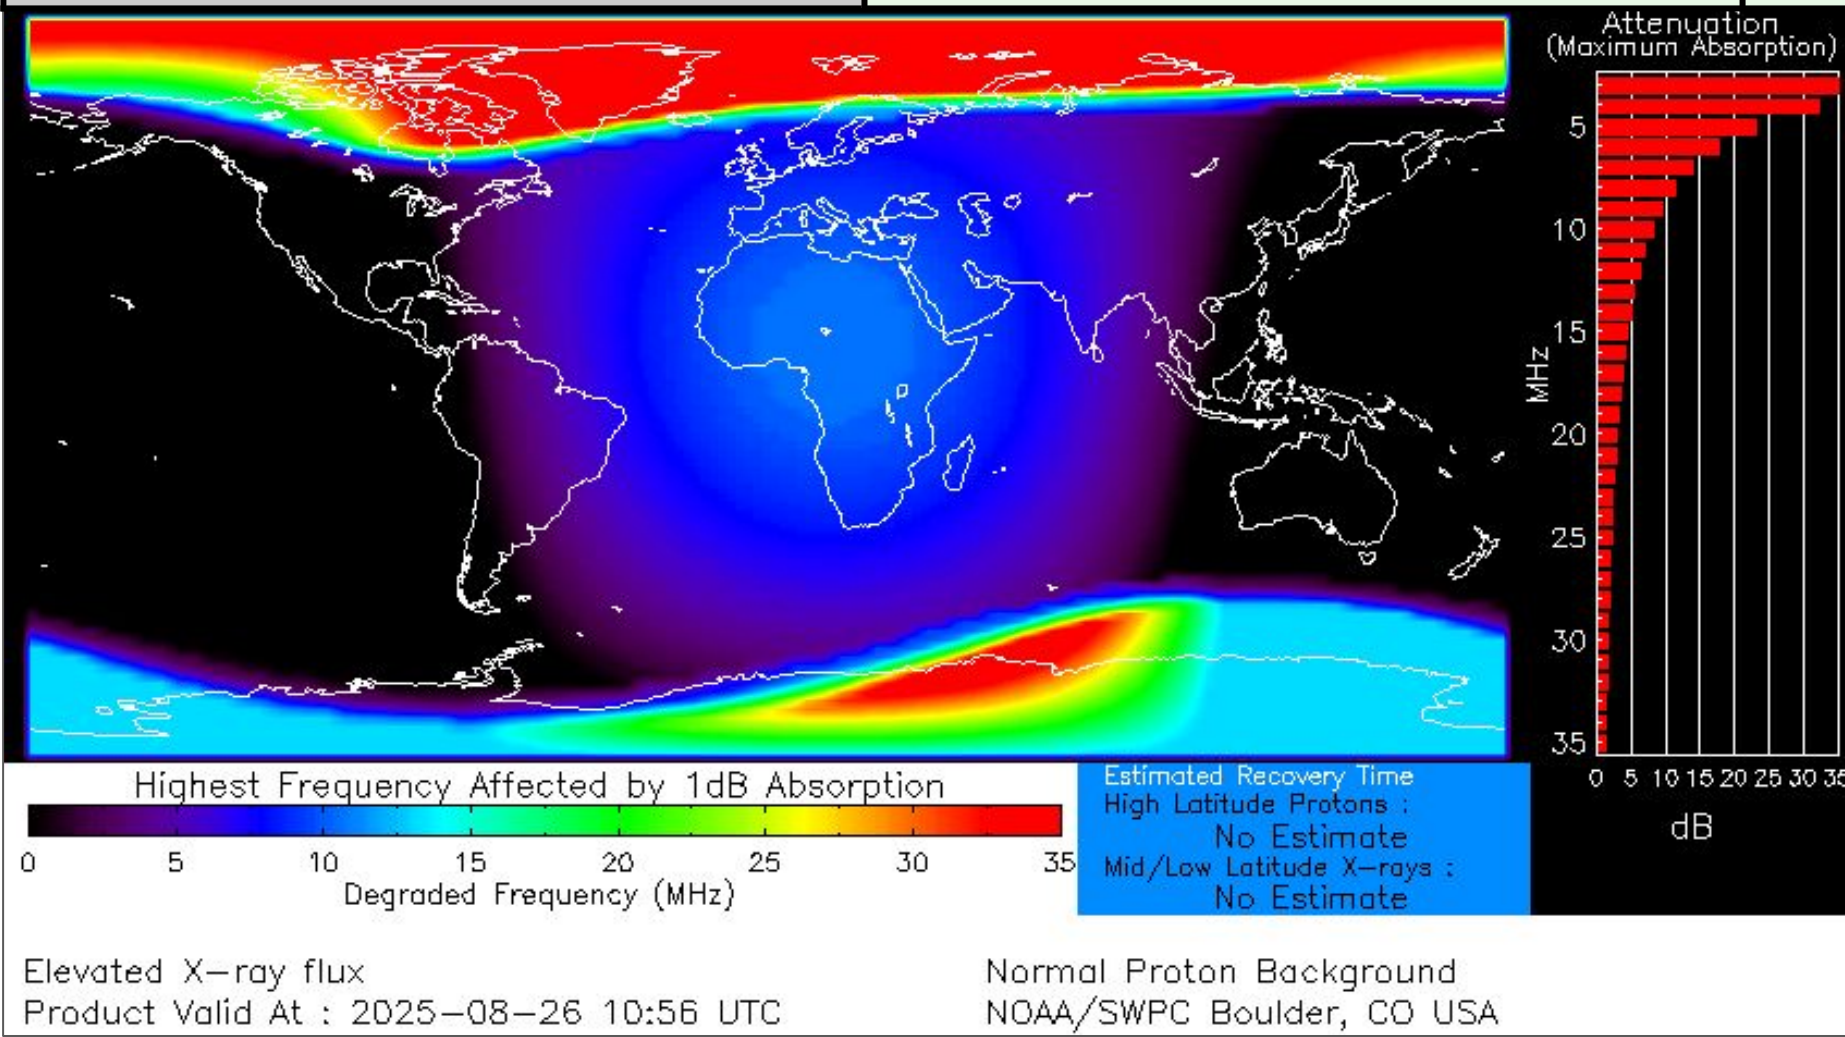 Attenuation
(Maximum Absorption)
5
10
15
20
25
30
35
MHz
0 5 10 15 20 25 30 35
dB
Highest Frequency Affected by 1dB Absorption
0 5 10 15 20 25 30 35
Degraded Frequency (MHz)
Estimated Recovery Time
High Latitude Protons :
No Estimate
Mid/Low Latitude X-rays :
No Estimate
Elevated X-ray flux
Product Valid At : 2025-08-26 10:56 UTC
Normal Proton Background
NOAA/SWPC Boulder, CO USA